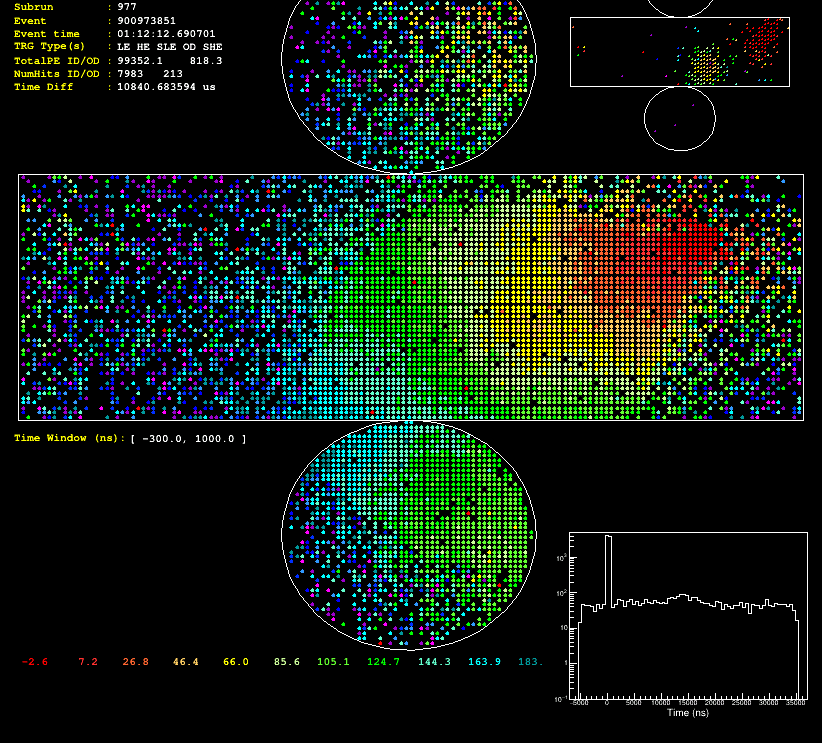 Subrun : 977
Event : 900973851
Event time : 01:12:12.690701
TRG Type(s) : LE HE SLE OD SHE
TotalPE ID/OD : 99352.1 818.3
NumHits ID/OD : 7983 213
Time Diff : 10840.683594 us
Time Window (ns): [ -300.0, 1000.0 ]
-2.6 7.2 26.8 46.4 66.0 85.6 105.1 124.7 144.3 163.9 183.
10³
10²
10
1
10⁻¹
-5000 0 5000 10000 15000 20000 25000 30000 35000
Time (ns)